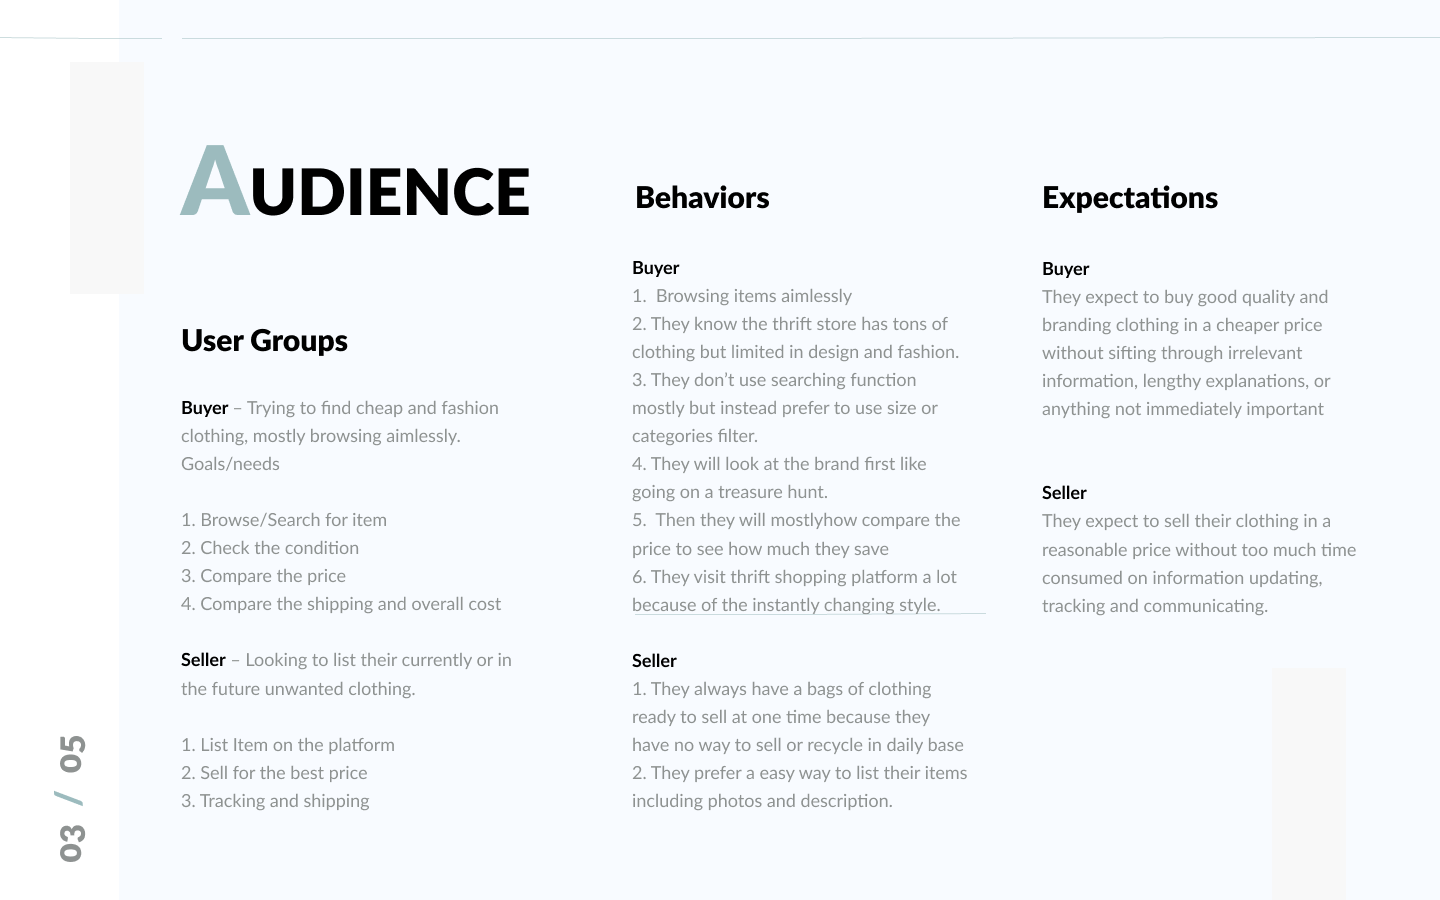 AUDIENCE
User Groups
Buyer – Trying to find cheap and fashion
clothing, mostly browsing aimlessly.
Goals/needs
1. Browse/Search for item
2. Check the condition
3. Compare the price
4. Compare the shipping and overall cost
Seller – Looking to list their currently or in
the future unwanted clothing.
1. List Item on the platform
2. Sell for the best price
3. Tracking and shipping
Behaviors
Buyer
1.  Browsing items aimlessly
2. They know the thrift store has tons of
clothing but limited in design and fashion.
3. They don’t use searching function
mostly but instead prefer to use size or
categories filter.
4. They will look at the brand first like
going on a treasure hunt.
5.  Then they will mostlyhow compare the
price to see how much they save
6. They visit thrift shopping platform a lot
because of the instantly changing style.
Seller
1. They always have a bags of clothing
ready to sell at one time because they
have no way to sell or recycle in daily base
2. They prefer a easy way to list their items
including photos and description.
Expectations
Buyer
They expect to buy good quality and
branding clothing in a cheaper price
without sifting through irrelevant
information, lengthy explanations, or
anything not immediately important
Seller
They expect to sell their clothing in a
reasonable price without too much time
consumed on information updating,
tracking and communicating.
03 / 05